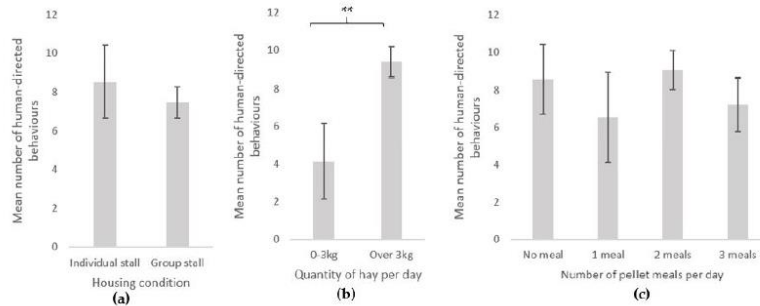 Mean number of human-directed
behaviours
12
10
8
6
4
2
0
Individual stall Group stall
Housing condition
(a)
**
Mean number of human-directed
behaviours
12
10
8
6
4
2
0
0-3kg Over 3kg
Quantity of hay per day
(b)
Mean number of human-directed
behaviours
12
10
8
6
4
2
0
No meal 1 meal 2 meals 3 meals
Number of pellet meals per day
(c)